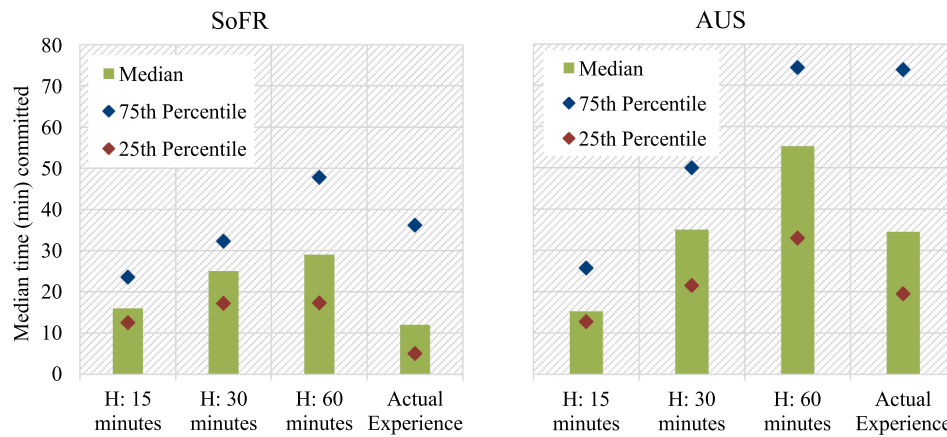 SoFR
AUS
Median time (min) committed
80
70
60
50
40
30
20
10
0
Median
75th Percentile
25th Percentile
Median
75th Percentile
25th Percentile
H: 15
minutes
H: 30
minutes
H: 60
minutes
Actual
Experience
H: 15
minutes
H: 30
minutes
H: 60
minutes
Actual
Experience